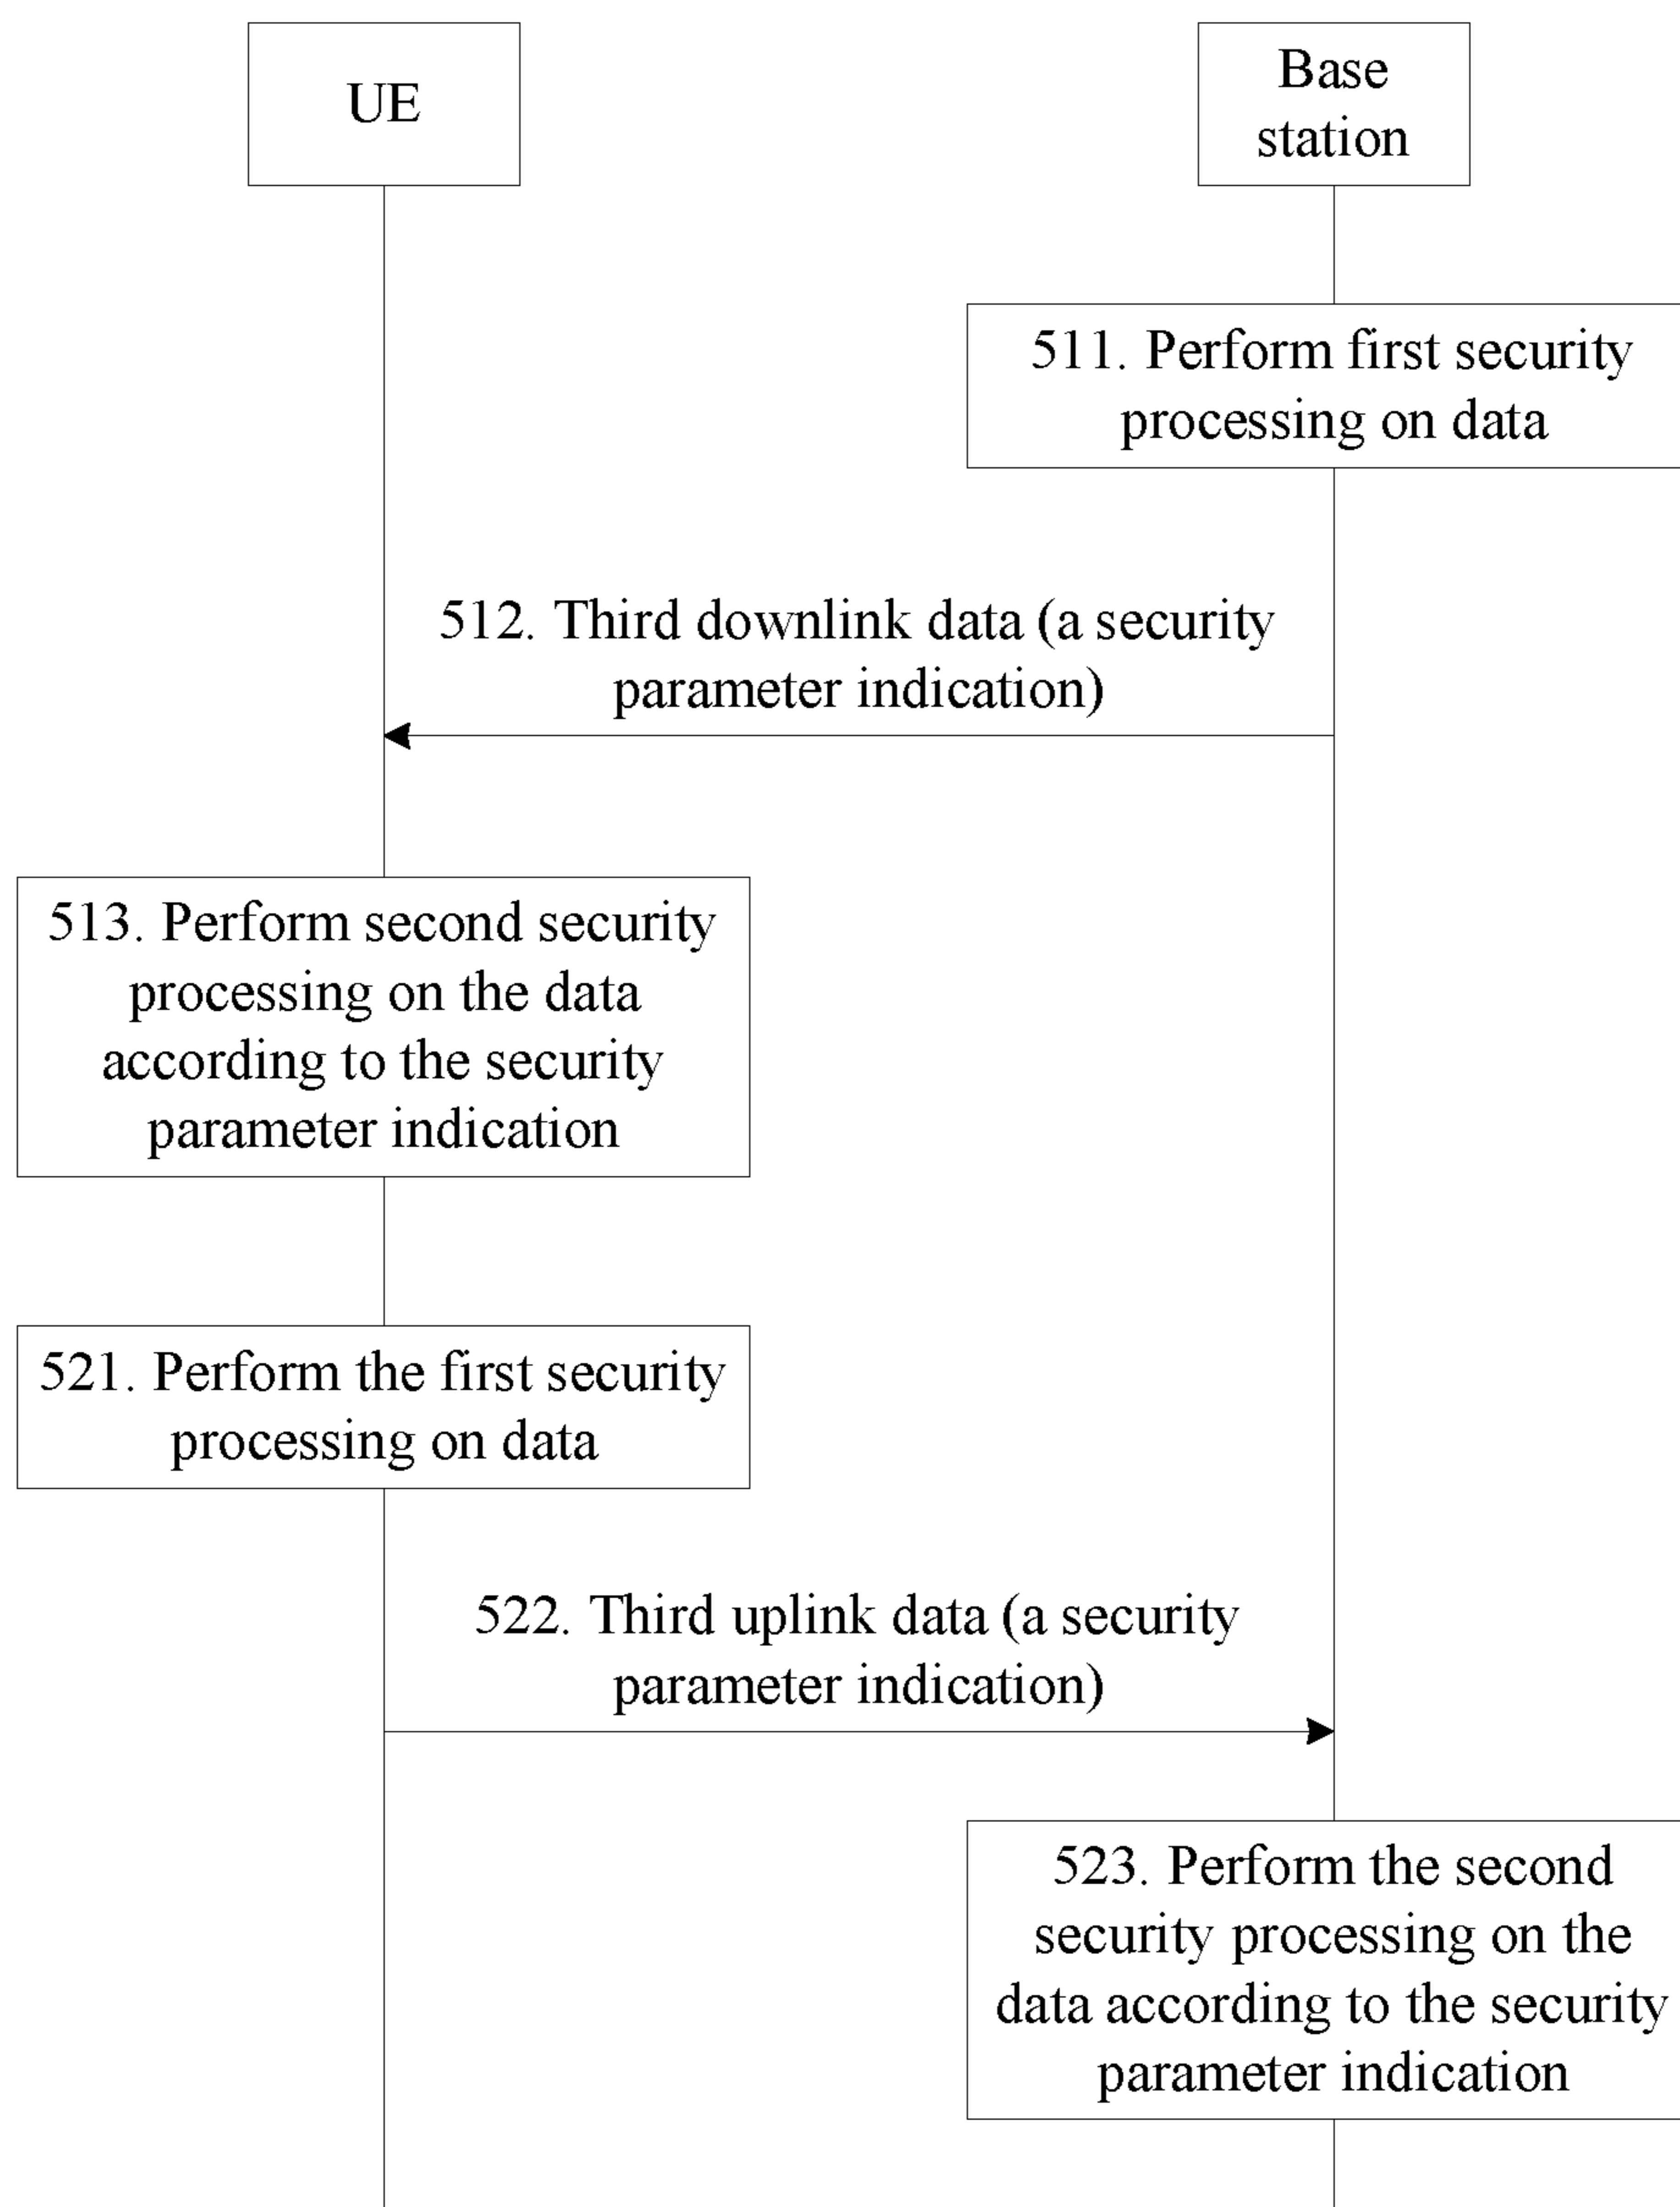 UE
Base
station
511. Perform first security
processing on data
512. Third downlink data (a security
parameter indication)
513. Perform second security
processing on the data
according to the security
parameter indication
521. Perform the first security
processing on data
522. Third uplink data (a security
parameter indication)
523. Perform the second
security processing on the
data according to the security
parameter indication